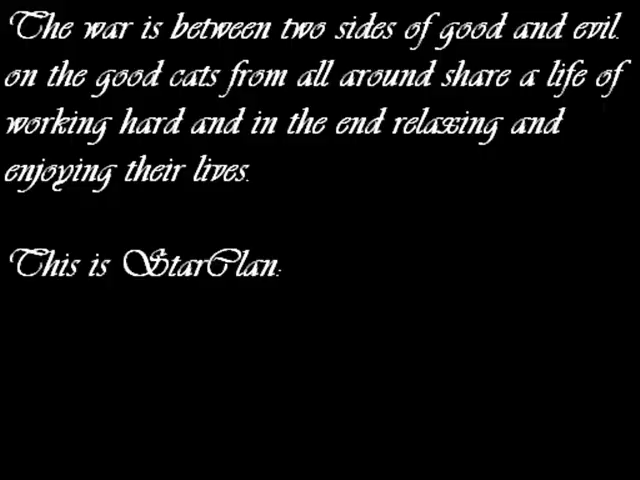 The war is between two sides of good and evil.
on the good cats from all around share a life of
working hard and in the end relaxing and
enjoying their lives.
This is StarClan.